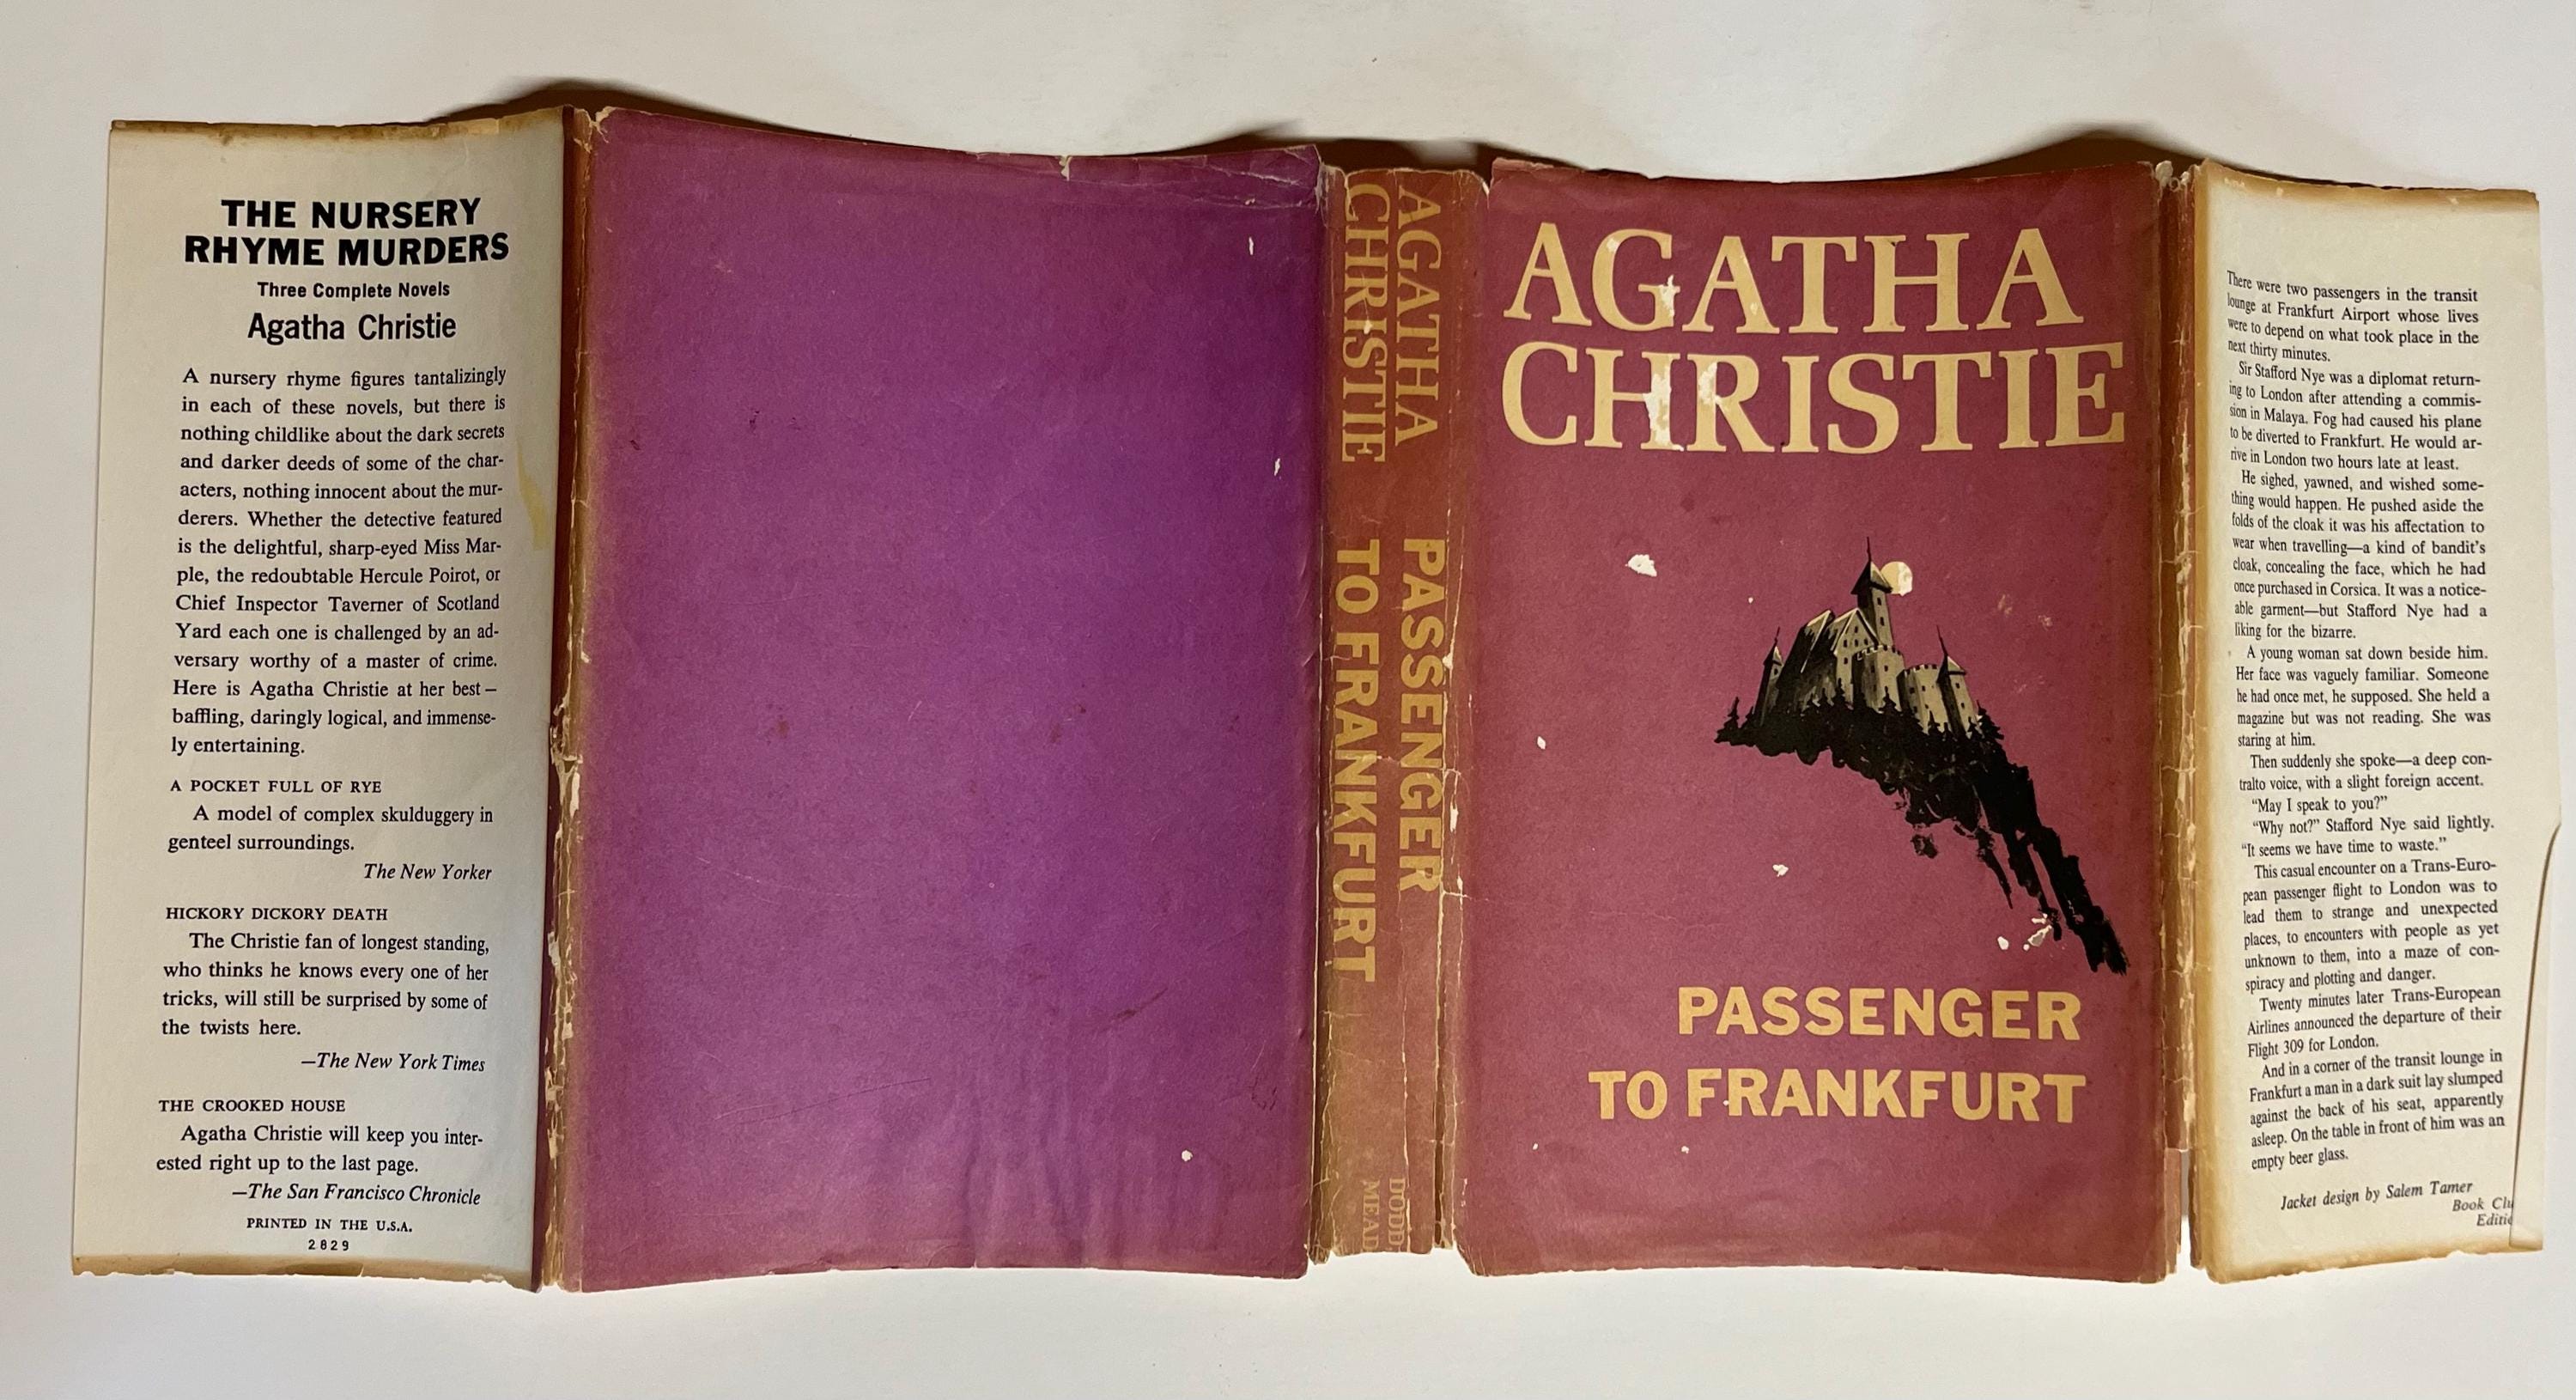 THE NURSERY
RHYME MURDERS
Three Complete Novels
Agatha Christie
A nursery rhyme figures tantalizingly
in each of these novels, but there is
nothing childlike about the dark secrets
and darker deeds of some of the char-
acters, nothing innocent about the mur-
derers. Whether the detective featured
is the delightful, sharp-eyed Miss Mar-
ple, the redoubtable Hercule Poirot, or
Chief Inspector Taverner of Scotland
Yard each one is challenged by an ad-
versary worthy of a master of crime.
Here is Agatha Christie at her best—
baffling, daringly logical, and immense-
ly entertaining.
A POCKET FULL OF RYE
A model of complex skulduggery in
genteel surroundings.
The New Yorker
HICKORY DICKORY DEATH
The Christie fan of longest standing,
who thinks he knows every one of her
tricks, will still be surprised by some of
the twists here.
—The New York Times
THE CROOKED HOUSE
Agatha Christie will keep you inter-
ested right up to the last page.
—The San Francisco Chronicle
PRINTED IN THE U.S.A.
2829
AGATHA
CHRISTIE
PASSENGER
TO FRANKFURT
DODD
MEAD
AGATHA
CHRISTIE
PASSENGER
TO FRANKFURT
There were two passengers in the transit
lounge at Frankfurt Airport whose lives
were to depend on what took place in the
next thirty minutes.
Sir Stafford Nye was a diplomat return-
ing to London after attending a commis-
sion in Malaya. Fog had caused his plane
to be diverted to Frankfurt. He would ar-
rive in London two hours late at least.
He sighed, yawned, and wished some-
thing would happen. He pushed aside the
folds of the cloak it was his affectation to
wear when travelling—a kind of bandit's
cloak, concealing the face, which he had
once purchased in Corsica. It was a notice-
able garment—but Stafford Nye had a
liking for the bizarre.
A young woman sat down beside him.
Her face was vaguely familiar. Someone
he had once met, he supposed. She held a
magazine but was not reading. She was
staring at him.
Then suddenly she spoke—a deep con-
tralto voice, with a slight foreign accent.
"May I speak to you?"
"Why not?" Stafford Nye said lightly.
"It seems we have time to waste."
This casual encounter on a Trans-Euro-
pean passenger flight to London was to
lead them to strange and unexpected
places, to encounters with people as yet
unknown to them, into a maze of con-
spiracy and plotting and danger.
Twenty minutes later Trans-European
Airlines announced the departure of their
Flight 309 for London.
And in a corner of the transit lounge in
Frankfurt a man in a dark suit lay slumped
against the back of his seat, apparently
asleep. On the table in front of him was an
empty beer glass.
Jacket design by Salem Tamer
Book Clu
Editio